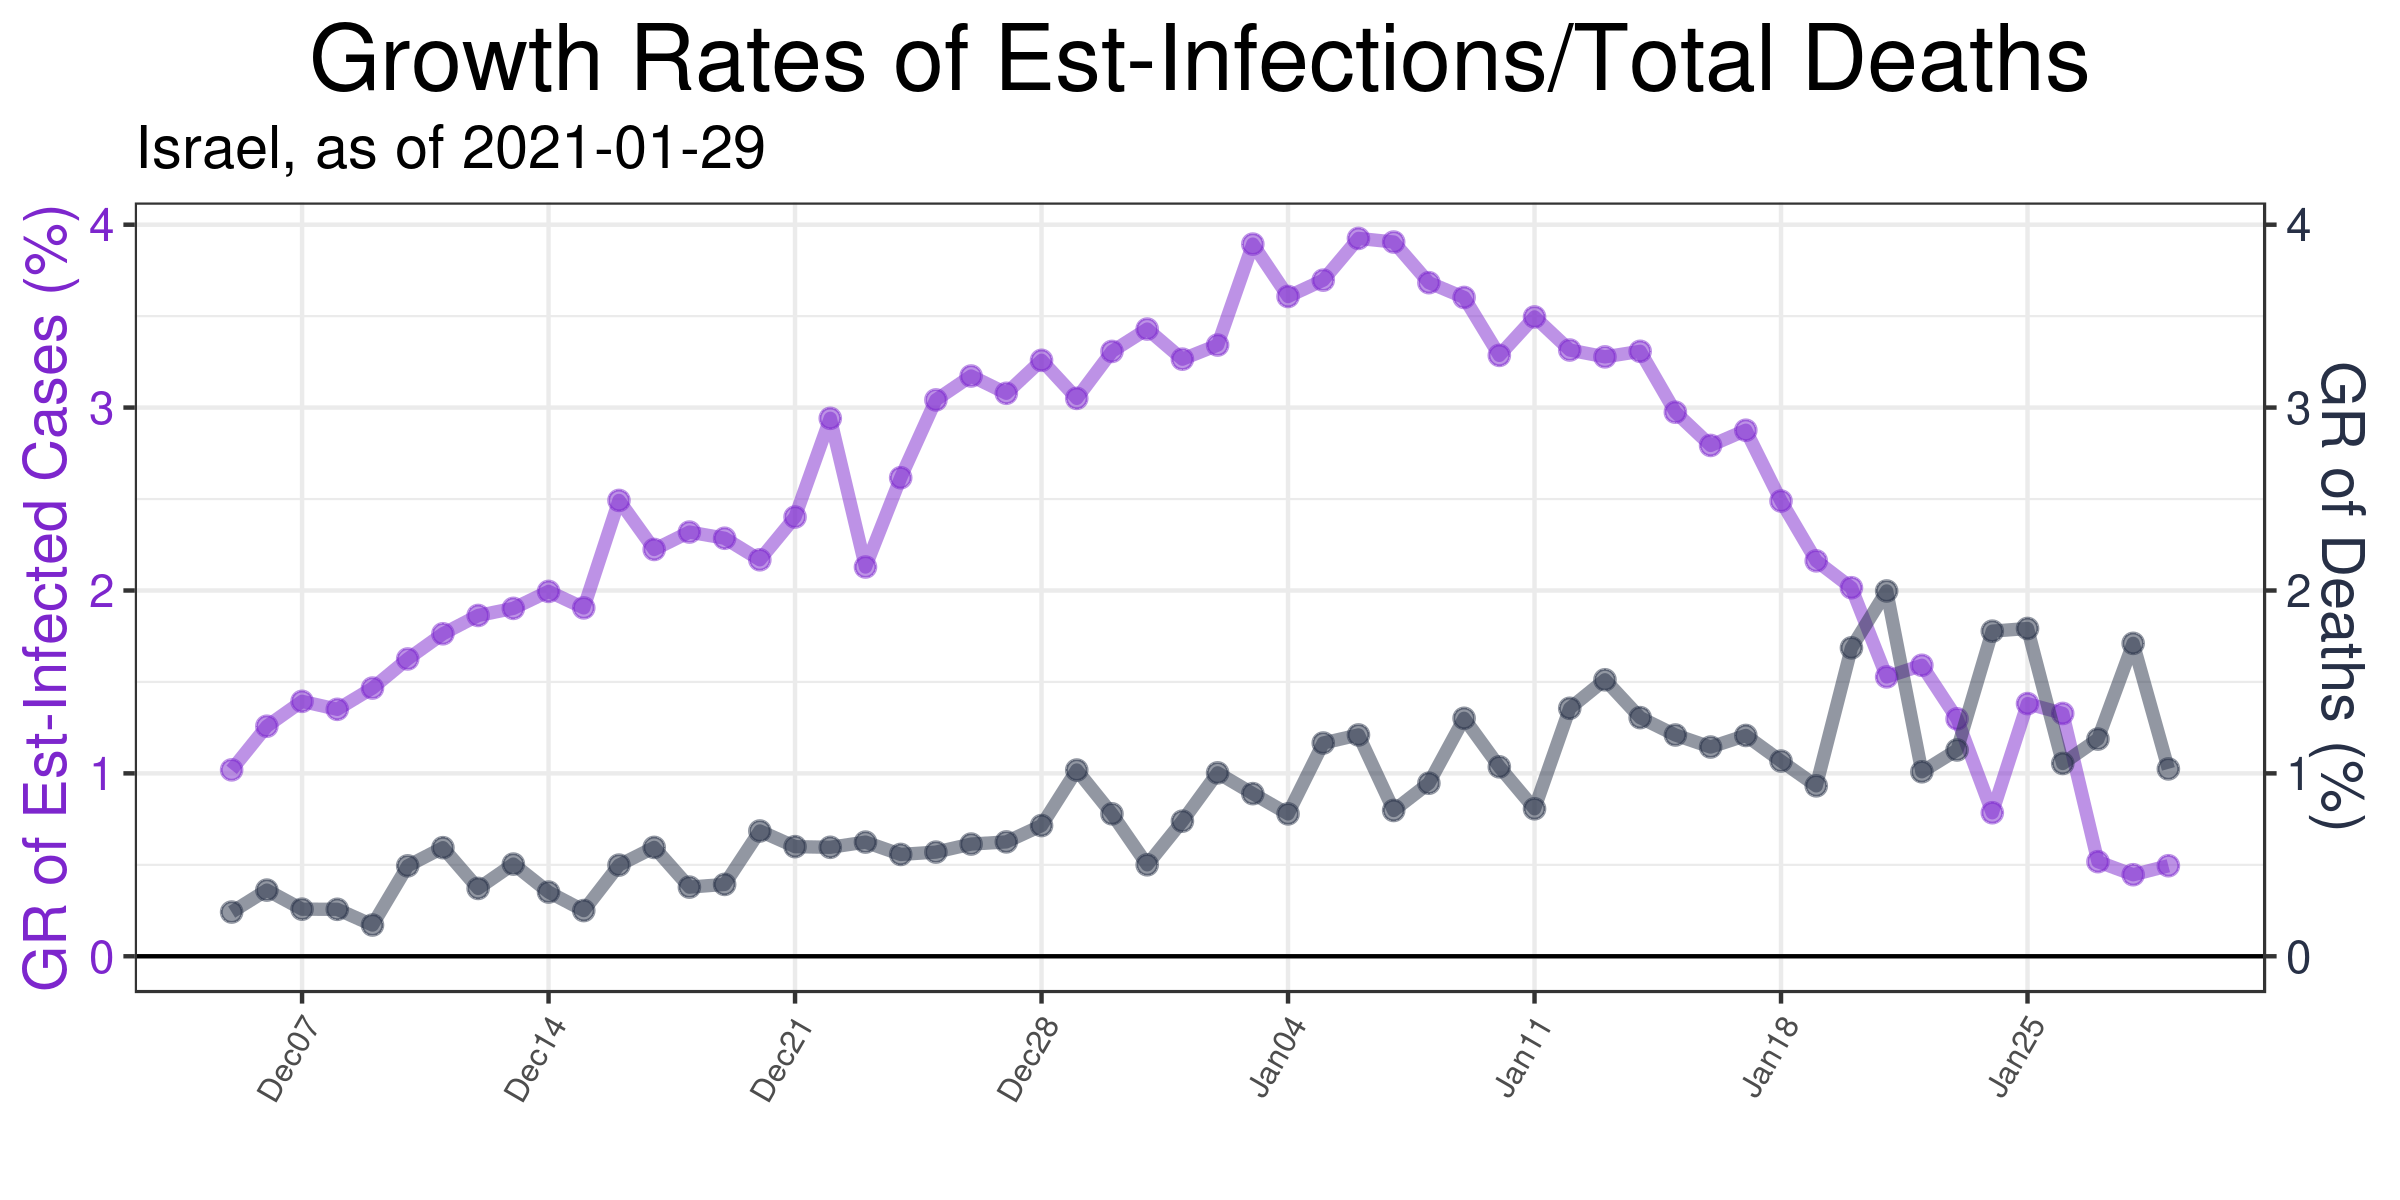 Growth Rates of Est-Infections/Total Deaths
Israel, as of 2021-01-29
GR of Est-Infected Cases (%)
4
3
2
1
0
4
3
2
1
0
GR of Deaths (%)
Dec07
Dec14
Dec21
Dec28
Jan04
Jan11
Jan18
Jan25